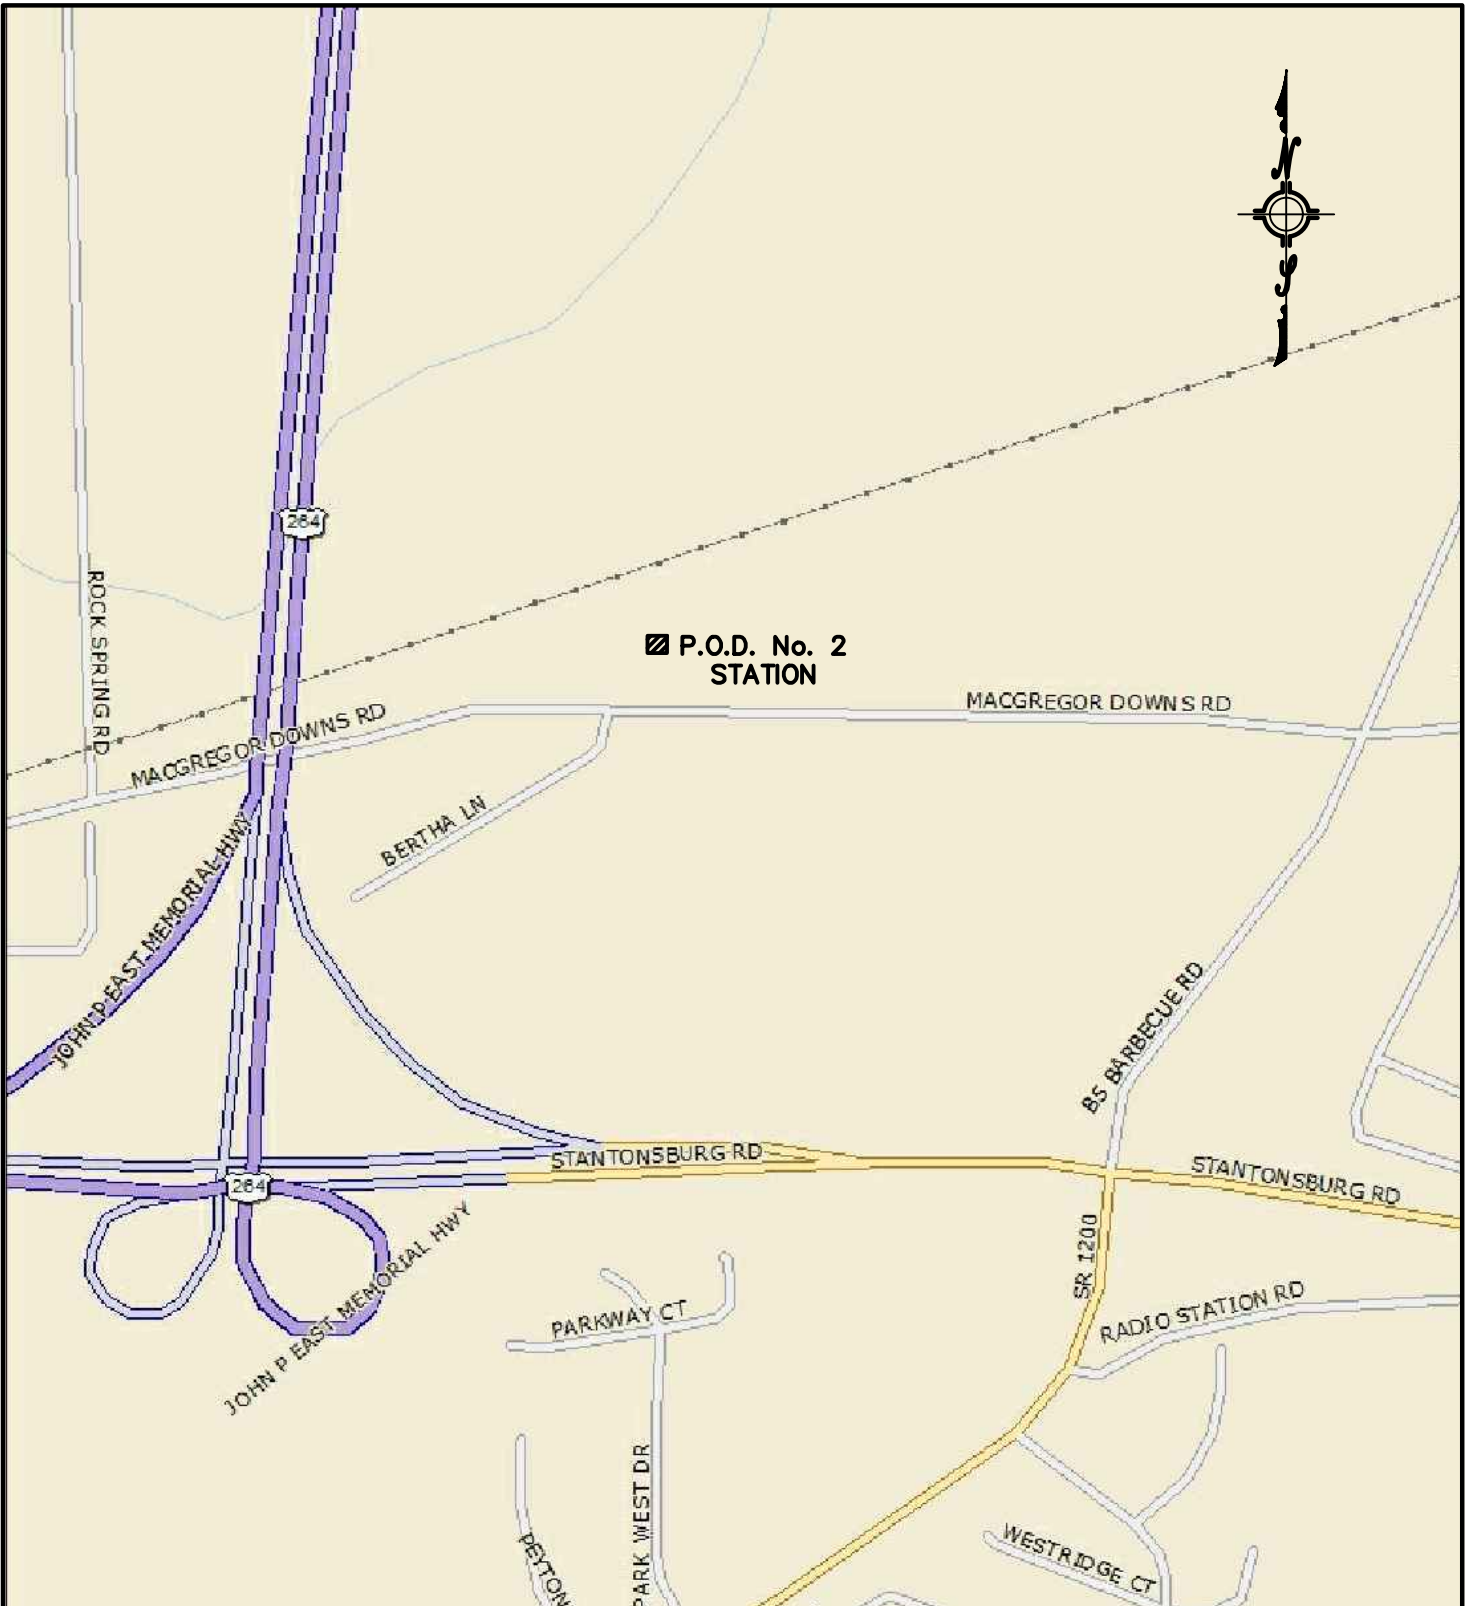 N
S
264
ROCK SPRING RD
P.O.D. No. 2
STATION
MACGREGOR DOWNS RD
MACGREGOR DOWNS RD
BERTHA LN
JOHN P EAST MEMORIAL HWY
BS BARBECUE RD
STANTONSBURG RD
STANTONSBURG RD
264
JOHN P EAST MEMORIAL HWY
SR 1200
RADIO STATION RD
PARKWAY CT
PARK WEST DR
PEYTON
WESTRIDGE CT